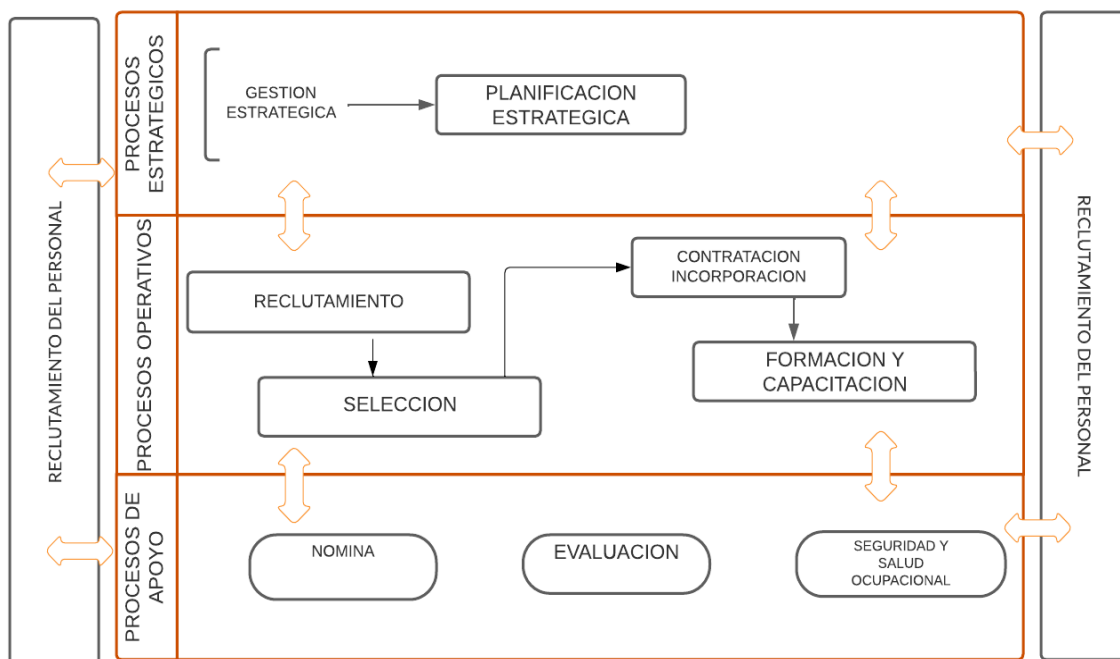 RECLUTAMIENTO DEL PERSONAL
PROCESOS
ESTRATEGICOS
GESTION
ESTRATEGICA
PLANIFICACION
ESTRATEGICA
PROCESOS OPERATIVOS
RECLUTAMIENTO
SELECCION
CONTRATACION
INCORPORACION
FORMACION Y
CAPACITACION
PROCESOS DE
APOYO
NOMINA
EVALUACION
SEGURIDAD Y
SALUD
OCUPACIONAL
RECLUTAMIENTO DEL PERSONAL